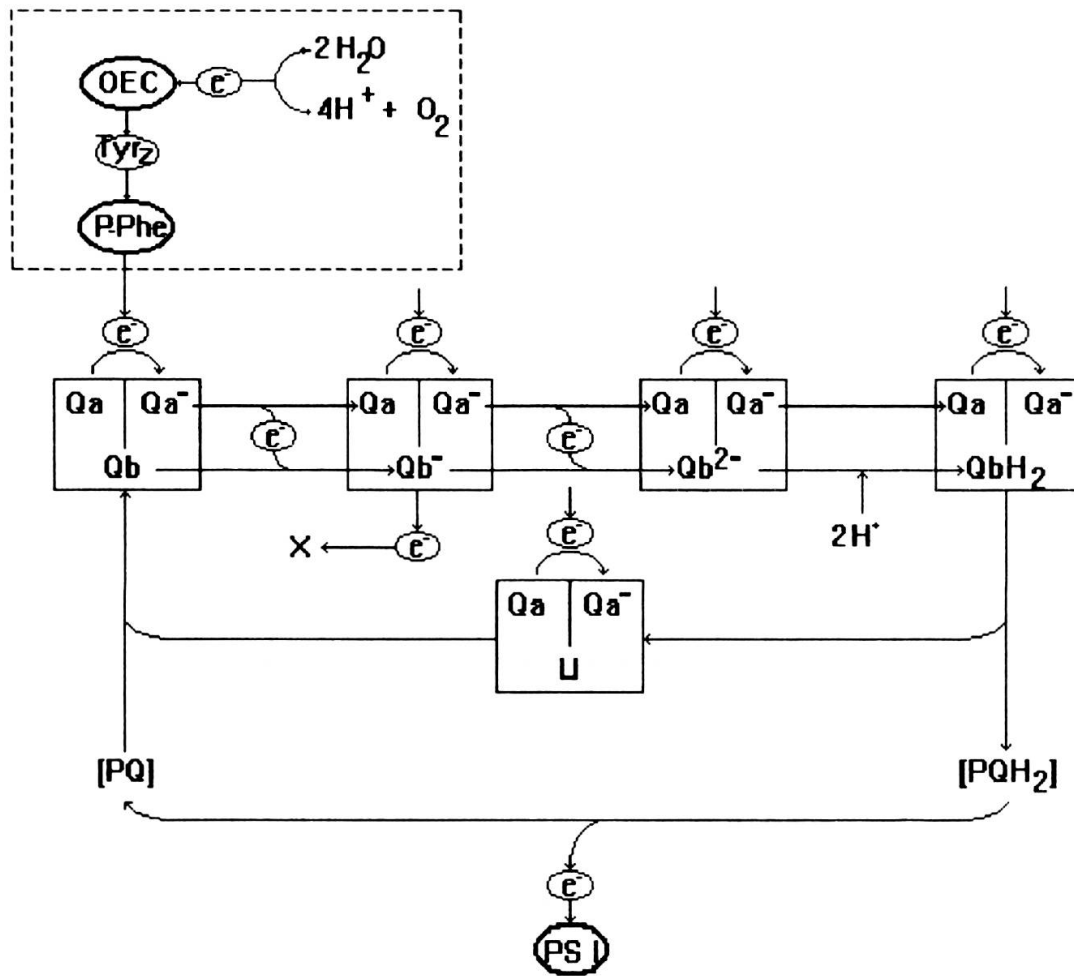 2H₂O
OEC e⁻
4H⁺ + O₂
Tyr_Z
P-Phe
e⁻ e⁻ e⁻ e⁻
Qa Qa⁻ Qa Qa⁻ Qa Qa⁻ Qa Qa⁻
e⁻ e⁻
Qb Qb⁻ Qb²⁻ QbH₂
X e⁻ e⁻ 2H⁺
Qa Qa⁻
U
[PQ] [PQH₂]
e⁻
PS I